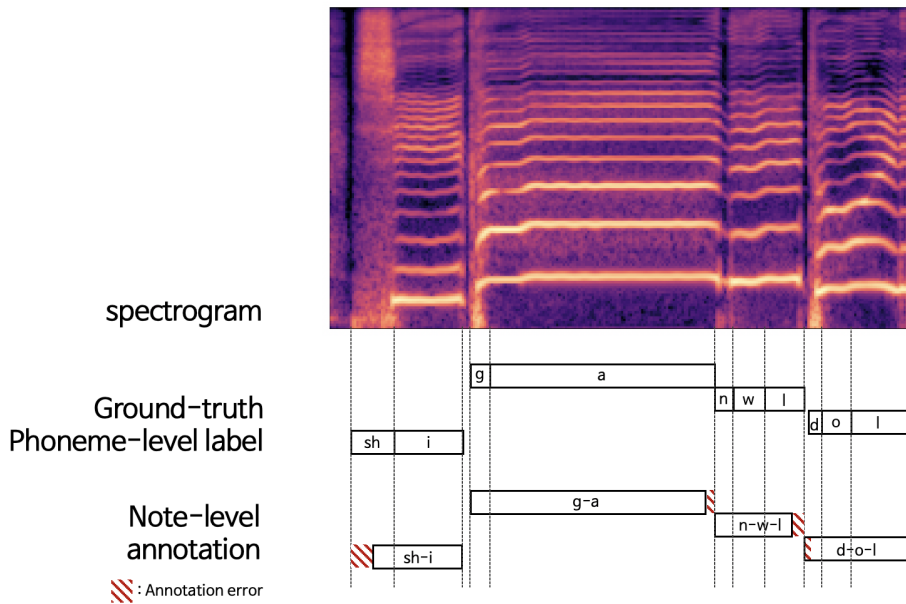 spectrogram
g a
n w l
Ground-truth
Phoneme-level label
d o l
sh i
g-a
Note-level
annotation
n-w-l
sh-i
d-o-l
: Annotation error